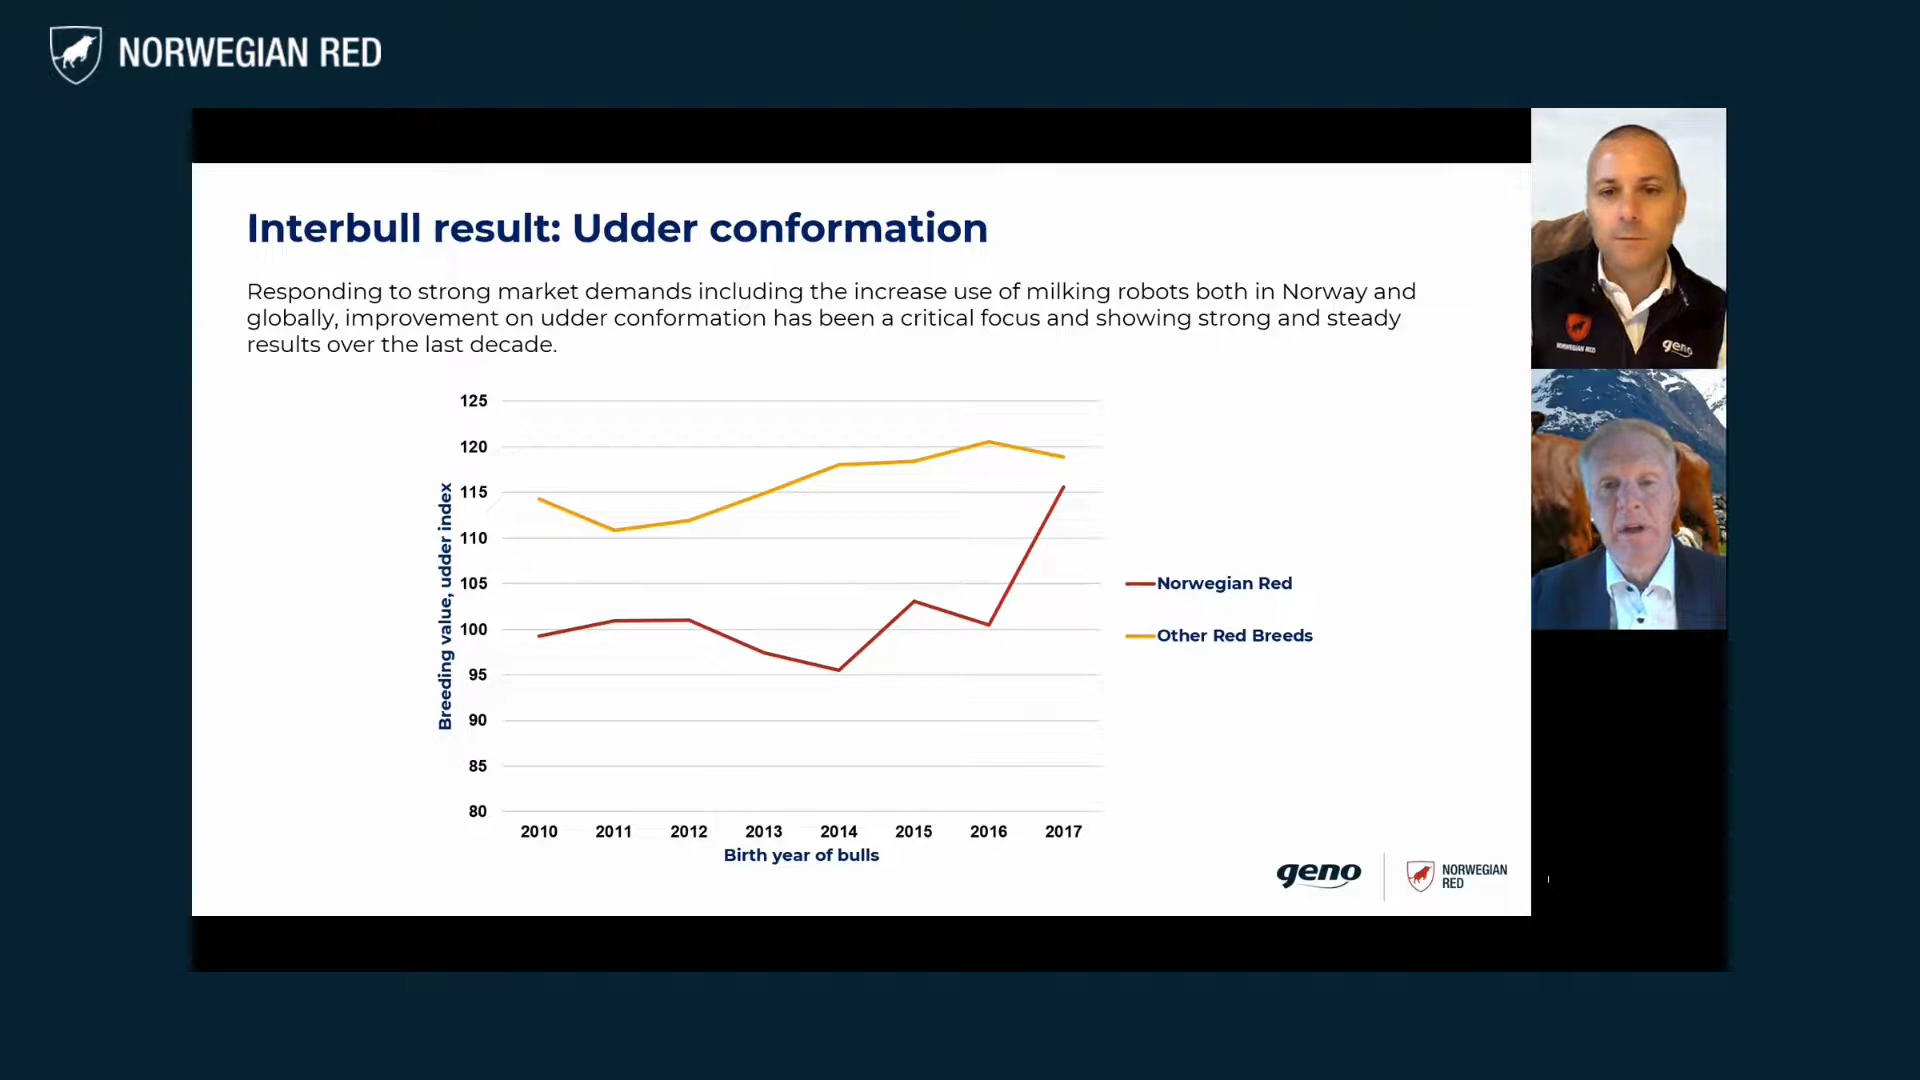 NORWEGIAN RED
Interbull result: Udder conformation
Responding to strong market demands including the increase use of milking robots both in Norway and
globally, improvement on udder conformation has been a critical focus and showing strong and steady
results over the last decade.
Breeding value, udder index
125
120
115
110
105
100
95
90
85
80
2010 2011 2012 2013 2014 2015 2016 2017
Birth year of bulls
Norwegian Red
Other Red Breeds
geno
NORWEGIAN
RED
NORWEGIAN RED
geno